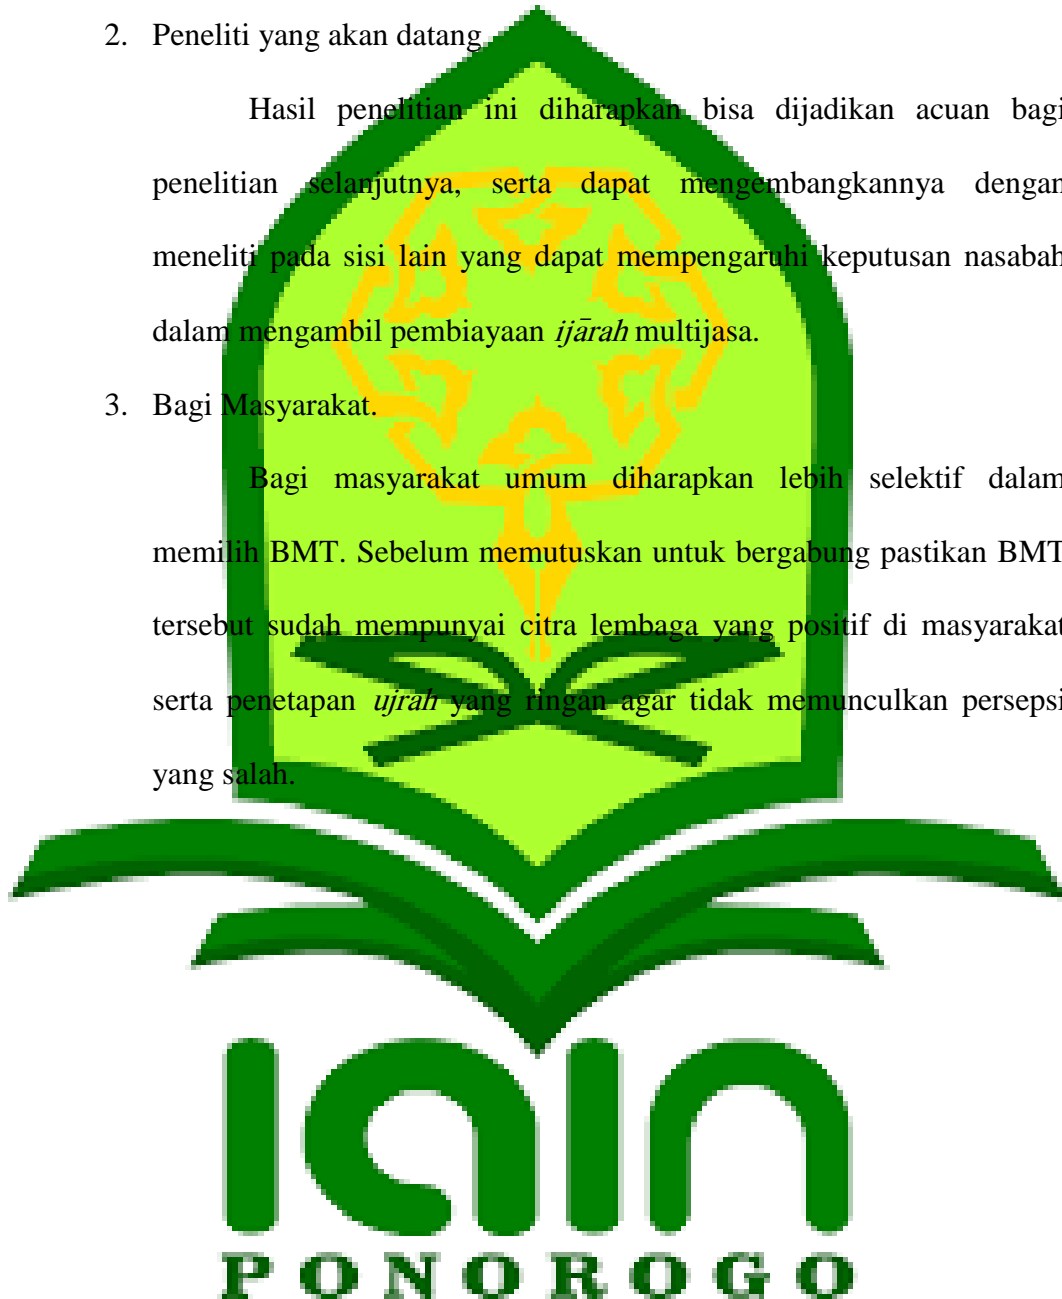 2. Peneliti yang akan datang
Hasil penelitian ini diharapkan bisa dijadikan acuan bagi
penelitian selanjutnya, serta dapat mengembangkannya dengan
meneliti pada sisi lain yang dapat mempengaruhi keputusan nasabah
dalam mengambil pembiayaan ijārah multijasa.
3. Bagi Masyarakat.
Bagi masyarakat umum diharapkan lebih selektif dalam
memilih BMT. Sebelum memutuskan untuk bergabung pastikan BMT
tersebut sudah mempunyai citra lembaga yang positif di masyarakat
serta penetapan ujrah yang ringan agar tidak memunculkan persepsi
yang salah.
iain
PONOROGO